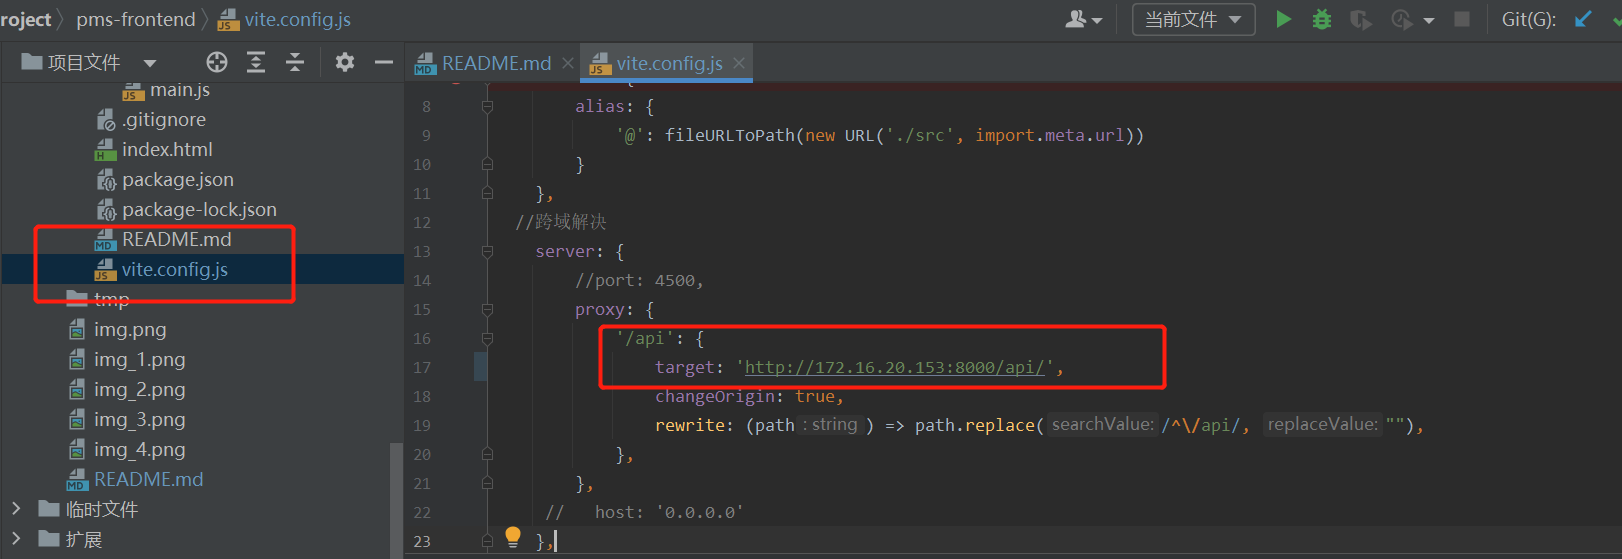 roject 〉 pms-frontend 〉 vite.config.js
当前文件
Git(G):
项目文件
README.md
vite.config.js
main.js
.gitignore
index.html
package.json
package-lock.json
README.md
vite.config.js
tmp
img.png
img_1.png
img_2.png
img_3.png
img_4.png
README.md
临时文件
扩展
8 alias: {
9 '@': fileURLToPath(new URL('./src', import.meta.url))
10 }
11 },
12 //跨域解决
13 server: {
14 //port: 4500,
15 proxy: {
16 '/api': {
17 target: 'http://172.16.20.153:8000/api/',
18 changeOrigin: true,
19 rewrite: (path : string ) => path.replace( searchValue: /^\/api/, replaceValue: ""),
20 },
21 },
22 // host: '0.0.0.0'
23 },